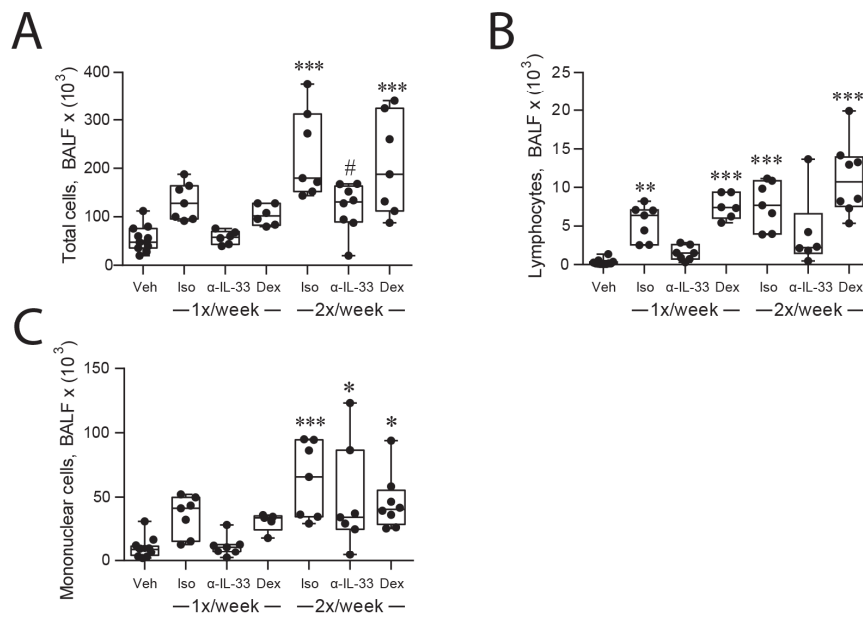 A
Total cells, BALF x (10³)
400
300
200
100
0
***
#
***
Veh Iso α-IL-33 Dex Iso α-IL-33 Dex
1x/week 2x/week
B
Lymphocytes, BALF x (10³)
25
20
15
10
5
0
**
***
***
***
Veh Iso α-IL-33 Dex Iso α-IL-33 Dex
1x/week 2x/week
C
Mononuclear cells, BALF x (10³)
150
100
50
0
***
*
*
Veh Iso α-IL-33 Dex Iso α-IL-33 Dex
1x/week 2x/week